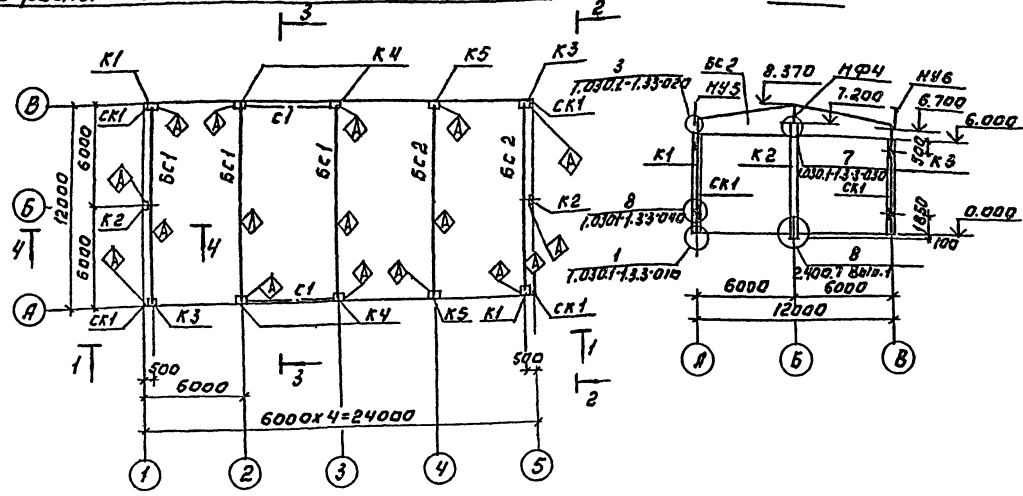 3
2
К1
К4
К5
К3
В
СК1
С1
СК1
А
А
А
А
А
6000
12000
БС1
БС1
БС1
БС2
БС2
А
Б
К2
К2
4
4
А
А
А
А
А
6000
А
А
А
А
А
А
С1
А
СК1
К3
К4
К5
К1
СК1
1
1
500
3
500
2
6000
6000х4=24000
1
2
3
4
5
3
1.030.1-1.3.3-020
БС2
8.370
МФ4
МУ6
МУ5
7.200
6.700
6.000
К1
К2
7
1.030.1-1.3.3-030
900
К3
СК1
СК1
8
1.030.1-1.3.3-040
1850
0.000
100
1
1.030.1-1.3.3-010
8
2.400.7 Вып.1
6000
6000
12000
А
Б
В